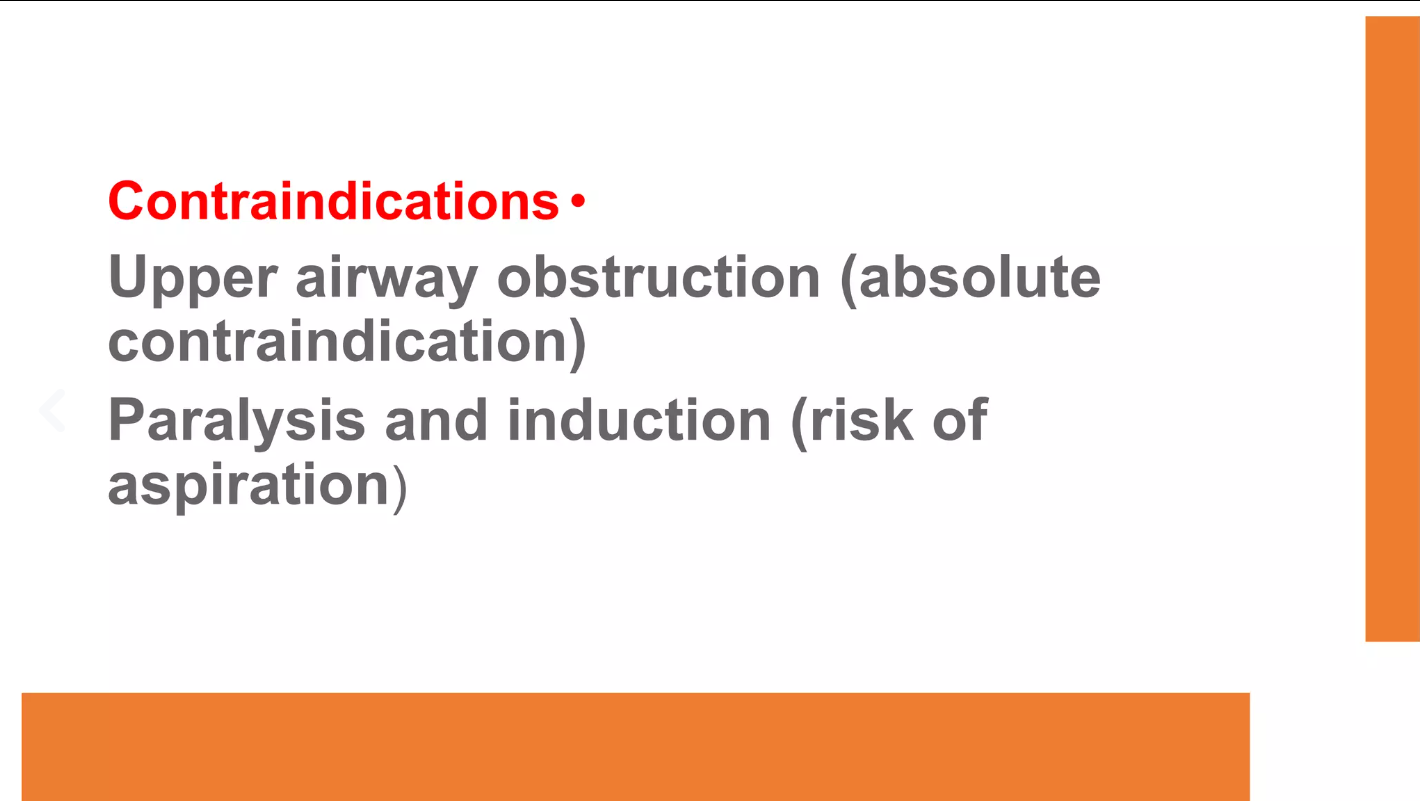 Contraindications •
Upper airway obstruction (absolute
contraindication)
Paralysis and induction (risk of
aspiration)